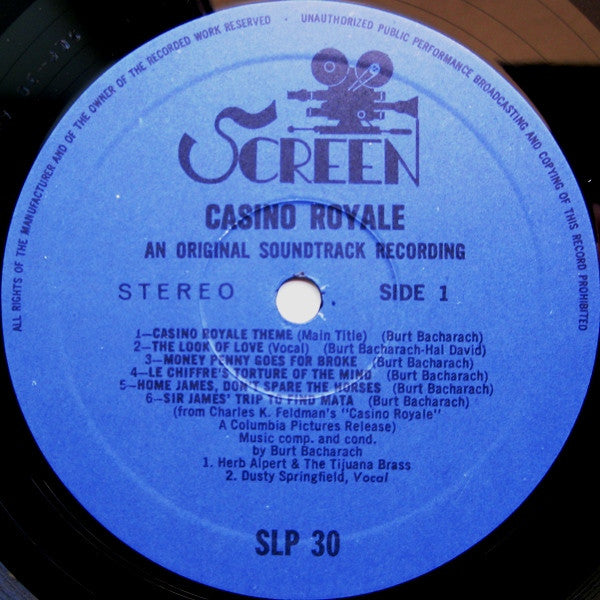 ALL RIGHTS OF THE MANUFACTURER AND OF THE OWNER OF THE RECORDED WORK RESERVED · UNAUTHORIZED PUBLIC PERFORMANCE BROADCASTING AND COPYING OF THIS RECORD PROHIBITED
SCREEN
CASINO ROYALE
AN ORIGINAL SOUNDTRACK RECORDING
STEREO SIDE 1
1—CASINO ROYALE THEME (Main Title) (Burt Bacharach)
2—THE LOOK OF LOVE (Vocal) (Burt Bacharach-Hal David)
3—MONEY PENNY GOES FOR BROKE (Burt Bacharach)
4—LE CHIFFRE'S TORTURE OF THE MIND (Burt Bacharach)
5—HOME JAMES, DON'T SPARE THE HORSES (Burt Bacharach)
6—SIR JAMES' TRIP TO FIND MATA (Burt Bacharach)
(from Charles K. Feldman's "Casino Royale"
A Columbia Pictures Release)
Music comp. and cond.
by Burt Bacharach
1. Herb Alpert & The Tijuana Brass
2. Dusty Springfield, Vocal
SLP 30